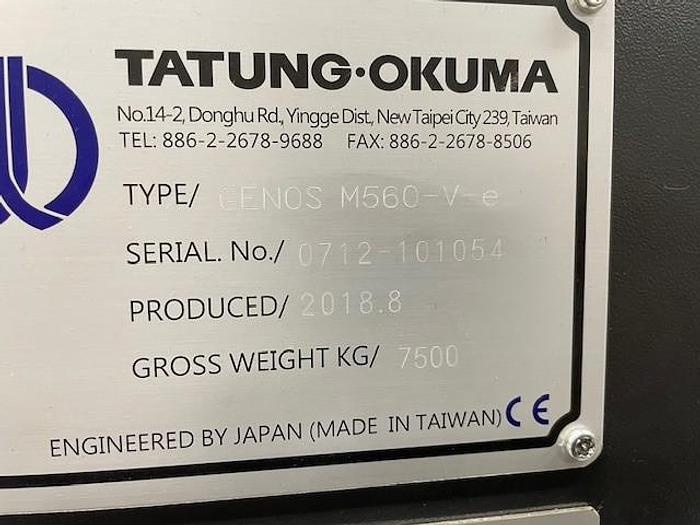 TATUNG·OKUMA
No.14-2, Donghu Rd., Yingge Dist., New Taipei City 239, Taiwan
TEL: 886-2-2678-9688 FAX: 886-2-2678-8506
TYPE/ GENOS M560-V-e
SERIAL. No./ 0712-101054
PRODUCED/ 2018.8
GROSS WEIGHT KG/ 7500
ENGINEERED BY JAPAN (MADE IN TAIWAN) CE